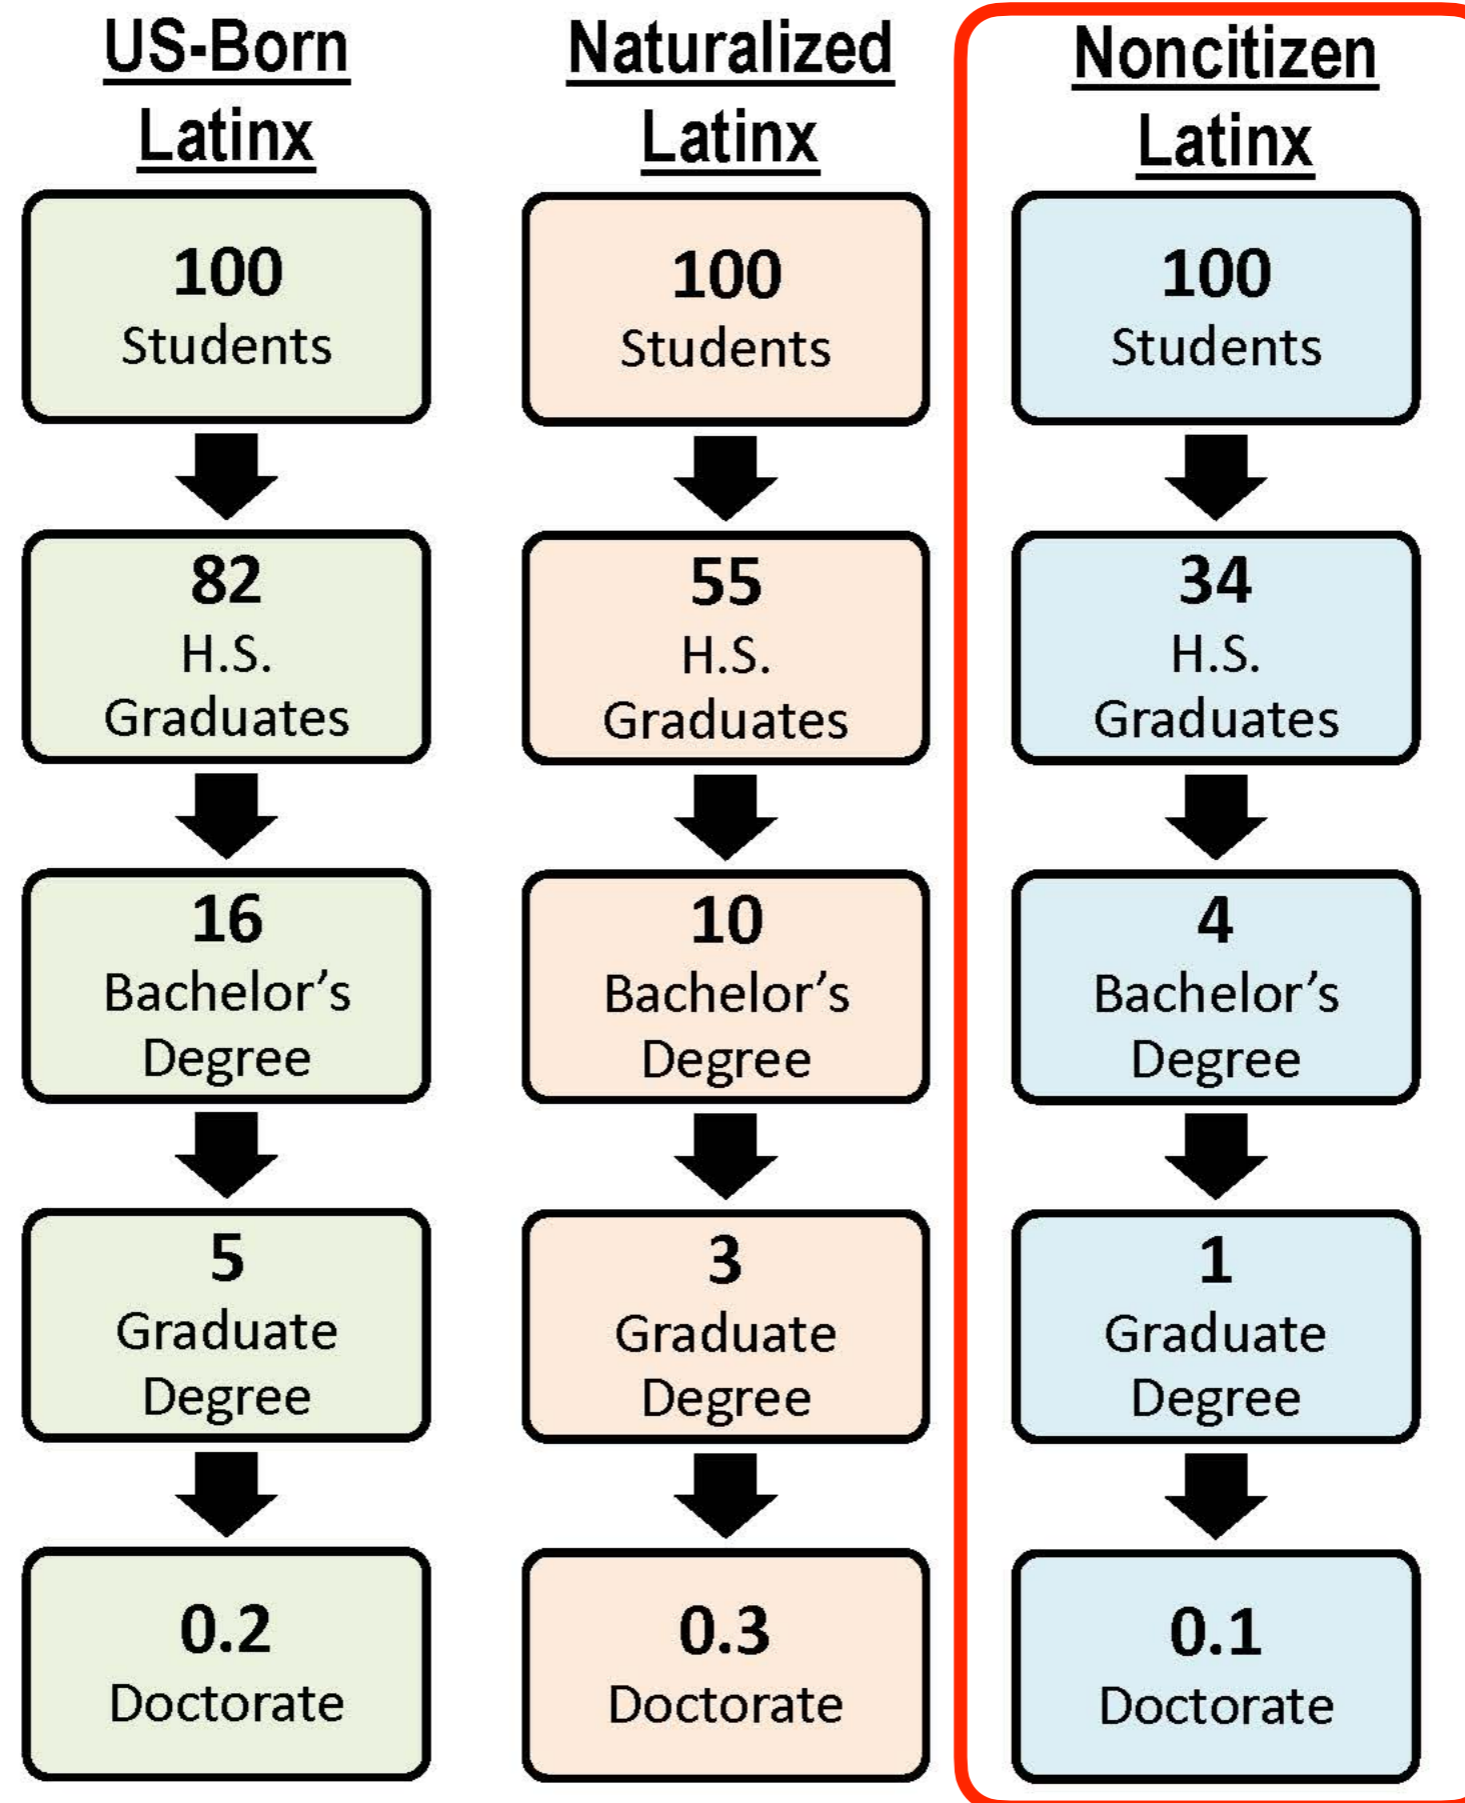 US-Born
Latinx
100
Students
82
H.S.
Graduates
16
Bachelor’s
Degree
5
Graduate
Degree
0.2
Doctorate
Naturalized
Latinx
100
Students
55
H.S.
Graduates
10
Bachelor’s
Degree
3
Graduate
Degree
0.3
Doctorate
Noncitizen
Latinx
100
Students
34
H.S.
Graduates
4
Bachelor’s
Degree
1
Graduate
Degree
0.1
Doctorate